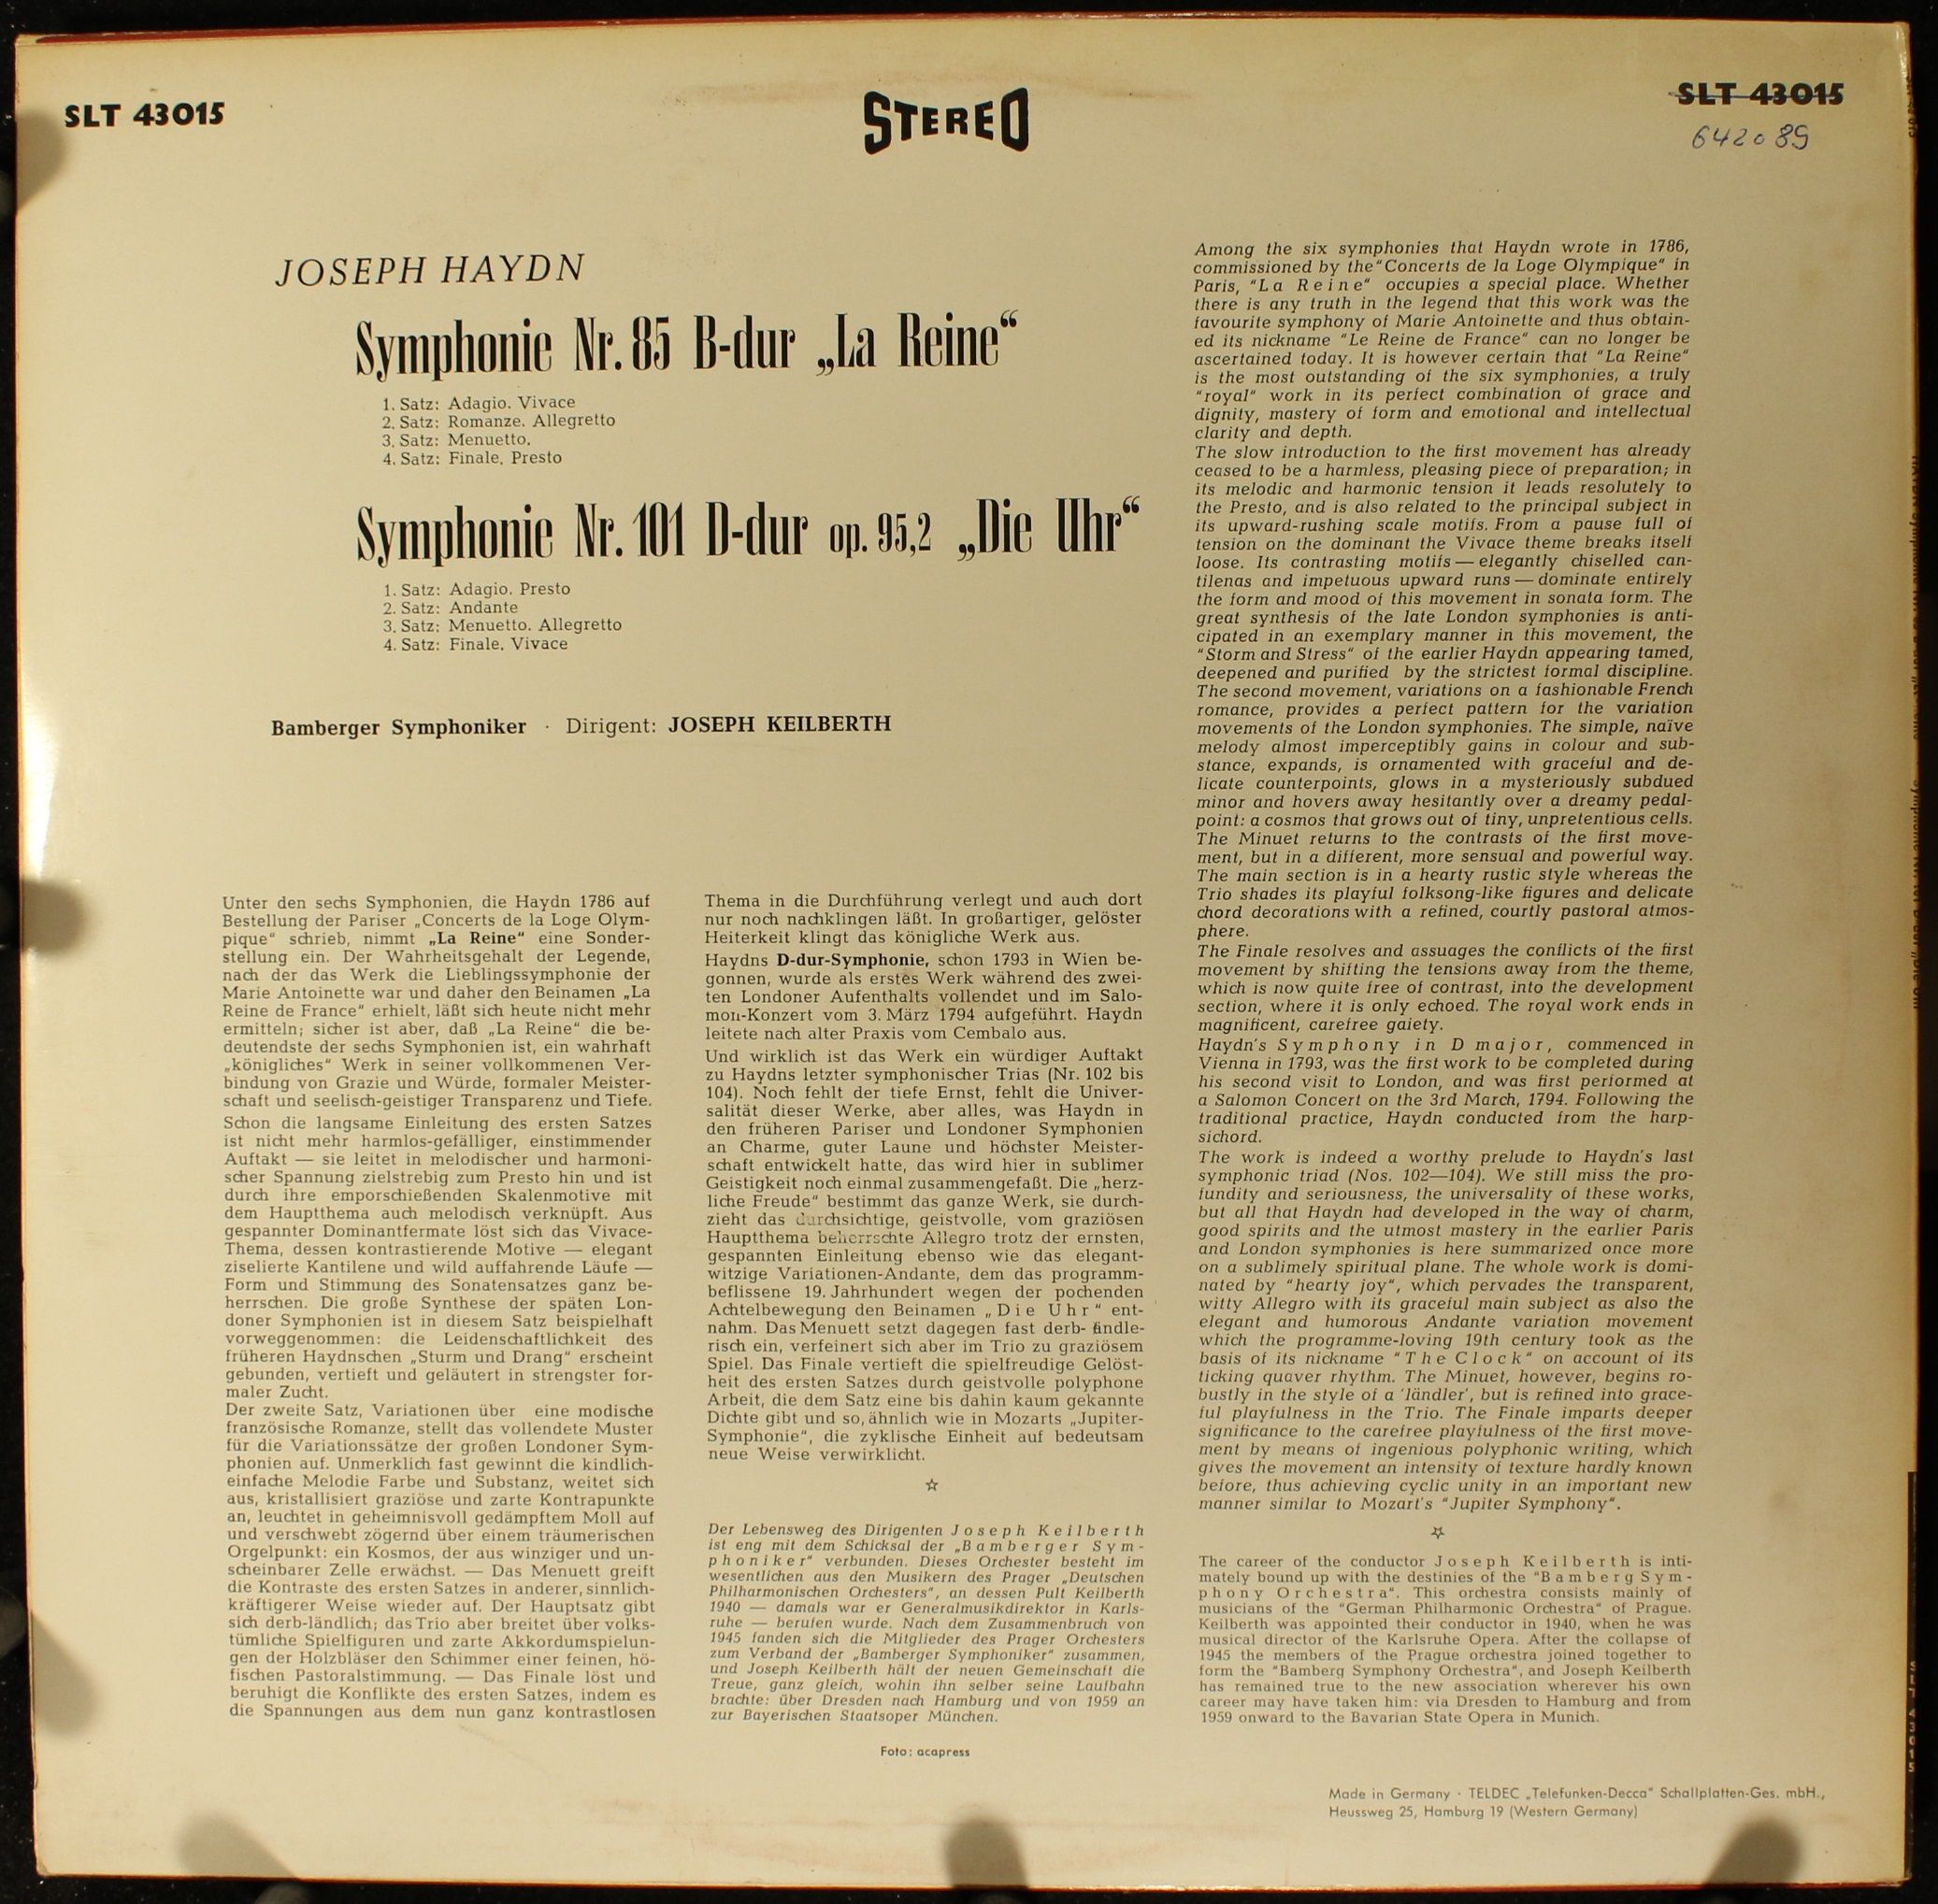 SLT 43015
STEREO
SLT 43015
642089
JOSEPH HAYDN
Symphonie Nr. 85 B-dur „La Reine“
1. Satz: Adagio. Vivace
2. Satz: Romanze. Allegretto
3. Satz: Menuetto.
4. Satz: Finale. Presto
Symphonie Nr. 101 D-dur op. 95,2 „Die Uhr“
1. Satz: Adagio. Presto
2. Satz: Andante
3. Satz: Menuetto. Allegretto
4. Satz: Finale. Vivace
Bamberger Symphoniker · Dirigent: JOSEPH KEILBERTH
Unter den sechs Symphonien, die Haydn 1786 auf
Bestellung der Pariser „Concerts de la Loge Olym-
pique“ schrieb, nimmt „La Reine“ eine Sonder-
stellung ein. Der Wahrheitsgehalt der Legende,
nach der das Werk die Lieblingssymphonie der
Marie Antoinette war und daher den Beinamen „La
Reine de France“ erhielt, läßt sich heute nicht mehr
ermitteln; sicher ist aber, daß „La Reine“ die be-
deutendste der sechs Symphonien ist, ein wahrhaft
„königliches“ Werk in seiner vollkommenen Ver-
bindung von Grazie und Würde, formaler Meister-
schaft und seelisch-geistiger Transparenz und Tiefe.
Schon die langsame Einleitung des ersten Satzes
ist nicht mehr harmlos-gefälliger, einstimmender
Auftakt — sie leitet in melodischer und harmoni-
scher Spannung zielstrebig zum Presto hin und ist
durch ihre emporschießenden Skalenmotive mit
dem Hauptthema auch melodisch verknüpft. Aus
gespannter Dominantfermate löst sich das Vivace-
Thema, dessen kontrastierende Motive — elegant
ziselierte Kantilene und wild auffahrende Läufe —
Form und Stimmung des Sonatensatzes ganz be-
herrschen. Die große Synthese der späten Lon-
doner Symphonien ist in diesem Satz beispielhaft
vorweggenommen: die Leidenschaftlichkeit des
früheren Haydnschen „Sturm und Drang“ erscheint
gebunden, vertieft und geläutert in strengster for-
maler Zucht.
Der zweite Satz, Variationen über eine modische
französische Romanze, stellt das vollendete Muster
für die Variationssätze der großen Londoner Sym-
phonien auf. Unmerklich fast gewinnt die kindlich-
einfache Melodie Farbe und Substanz, weitet sich
aus, kristallisiert graziöse und zarte Kontrapunkte
an, leuchtet in geheimnisvoll gedämpftem Moll auf
und verschwebt zögernd über einem träumerischen
Orgelpunkt: ein Kosmos, der aus winziger und un-
scheinbarer Zelle erwächst. — Das Menuett greift
die Kontraste des ersten Satzes in anderer, sinnlich-
kräftigerer Weise wieder auf. Der Hauptsatz gibt
sich derb-ländlich; das Trio aber breitet über volks-
tümliche Spielfiguren und zarte Akkordumspielun-
gen der Holzbläser den Schimmer einer feinen, hö-
fischen Pastoralstimmung. — Das Finale löst und
beruhigt die Konflikte des ersten Satzes, indem es
die Spannungen aus dem nun ganz kontrastlosen
Thema in die Durchführung verlegt und auch dort
nur noch nachklingen läßt. In großartiger, gelöster
Heiterkeit klingt das königliche Werk aus.
Haydns D-dur-Symphonie, schon 1793 in Wien be-
gonnen, wurde als erstes Werk während des zwei-
ten Londoner Aufenthalts vollendet und im Salo-
mon-Konzert vom 3. März 1794 aufgeführt. Haydn
leitete nach alter Praxis vom Cembalo aus.
Und wirklich ist das Werk ein würdiger Auftakt
zu Haydns letzter symphonischer Trias (Nr. 102 bis
104). Noch fehlt der tiefe Ernst, fehlt die Univer-
salität dieser Werke, aber alles, was Haydn in
den früheren Pariser und Londoner Symphonien
an Charme, guter Laune und höchster Meister-
schaft entwickelt hatte, das wird hier in sublimer
Geistigkeit noch einmal zusammengefaßt. Die „herz-
liche Freude“ bestimmt das ganze Werk, sie durch-
zieht das durchsichtige, geistvolle, vom graziösen
Hauptthema beherrschte Allegro trotz der ernsten,
gespannten Einleitung ebenso wie das elegant-
witzige Variationen-Andante, dem das programm-
beflissene 19. Jahrhundert wegen der pochenden
Achtelbewegung den Beinamen „Die Uhr“ ent-
nahm. Das Menuett setzt dagegen fast derb-
risch ein, verfeinert sich aber im Trio zu graziösem
Spiel. Das Finale vertieft die spielfreudige Gelöst-
heit des ersten Satzes durch geistvolle polyphone
Arbeit, die dem Satz eine bis dahin kaum gekannte
Dichte gibt und so, ähnlich wie in Mozarts „Jupiter-
Symphonie“, die zyklische Einheit auf bedeutsam
neue Weise verwirklicht.
Der Lebensweg des Dirigenten Joseph Keilberth
ist eng mit dem Schicksal der „Bamberger Sym-
phoniker“ verbunden. Dieses Orchester besteht im
wesentlichen aus den Musikern des Prager „Deutschen
Philharmonischen Orchesters“, an dessen Pult Keilberth
1940 — damals war er Generalmusikdirektor in Karls-
ruhe — berufen wurde. Nach dem Zusammenbruch von
1945 fanden sich die Mitglieder des Prager Orchesters
zum Verband der „Bamberger Symphoniker“ zusammen,
und Joseph Keilberth hält der neuen Gemeinschaft die
Treue, ganz gleich, wohin ihn selber seine Laufbahn
brachte: über Dresden nach Hamburg und von 1959 an
zur Bayerischen Staatsoper München.
Foto: acapress
Among the six symphonies that Haydn wrote in 1786,
commissioned by the“Concerts de la Loge Olympique“ in
Paris, “La Reine“ occupies a special place. Whether
there is any truth in the legend that this work was the
favourite symphony of Marie Antoinette and thus obtain-
ed its nickname “Le Reine de France“ can no longer be
ascertained today. It is however certain that “La Reine“
is the most outstanding of the six symphonies, a truly
“royal“ work in its perfect combination of grace and
dignity, mastery of form and emotional and intellectual
clarity and depth.
The slow introduction to the first movement has already
ceased to be a harmless, pleasing piece of preparation; in
its melodic and harmonic tension it leads resolutely to
the Presto, and is also related to the principal subject in
its upward-rushing scale motifs. From a pause full of
tension on the dominant the Vivace theme breaks itself
loose. Its contrasting motifs — elegantly chiselled can-
tilenas and impetuous upward runs — dominate entirely
the form and mood of this movement in sonata form. The
great synthesis of the late London symphonies is anti-
cipated in an exemplary manner in this movement, the
“Storm and Stress“ of the earlier Haydn appearing tamed,
deepened and purified by the strictest formal discipline.
The second movement, variations on a fashionable French
romance, provides a perfect pattern for the variation
movements of the London symphonies. The simple, naïve
melody almost imperceptibly gains in colour and sub-
stance, expands, is ornamented with graceful and de-
licate counterpoints, glows in a mysteriously subdued
minor and hovers away hesitantly over a dreamy pedal-
point: a cosmos that grows out of tiny, unpretentious cells.
The Minuet returns to the contrasts of the first move-
ment, but in a different, more sensual and powerful way.
The main section is in a hearty rustic style whereas the
Trio shades its playful folksong-like figures and delicate
chord decorations with a refined, courtly pastoral atmos-
phere.
The Finale resolves and assuages the conflicts of the first
movement by shifting the tensions away from the theme,
which is now quite free of contrast, into the development
section, where it is only echoed. The royal work ends in
magnificent, carefree gaiety.
Haydn's Symphony in D major, commenced in
Vienna in 1793, was the first work to be completed during
his second visit to London, and was first performed at
a Salomon Concert on the 3rd March, 1794. Following the
traditional practice, Haydn conducted from the harp-
sichord.
The work is indeed a worthy prelude to Haydn's last
symphonic triad (Nos. 102—104). We still miss the pro-
fundity and seriousness, the universality of these works,
but all that Haydn had developed in the way of charm,
good spirits and the utmost mastery in the earlier Paris
and London symphonies is here summarized once more
on a sublimely spiritual plane. The whole work is domi-
nated by “hearty joy“, which pervades the transparent,
witty Allegro with its graceful main subject as also the
elegant and humorous Andante variation movement
which the programme-loving 19th century took as the
basis of its nickname “The Clock“ on account of its
ticking quaver rhythm. The Minuet, however, begins ro-
bustly in the style of a 'ländler', but is refined into grace-
ful playfulness in the Trio. The Finale imparts deeper
significance to the carefree playfulness of the first move-
ment by means of ingenious polyphonic writing, which
gives the movement an intensity of texture hardly known
before, thus achieving cyclic unity in an important new
manner similar to Mozart's “Jupiter Symphony“.
The career of the conductor Joseph Keilberth is inti-
mately bound up with the destinies of the “Bamberg Sym-
phony Orchestra“. This orchestra consists mainly of
musicians of the “German Philharmonic Orchestra“ of Prague.
Keilberth was appointed their conductor in 1940, when he was
musical director of the Karlsruhe Opera. After the collapse of
1945 the members of the Prague orchestra joined together to
form the “Bamberg Symphony Orchestra“, and Joseph Keilberth
has remained true to the new association wherever his own
career may have taken him: via Dresden to Hamburg and from
1959 onward to the Bavarian State Opera in Munich.
Made in Germany · TELDEC „Telefunken-Decca“ Schallplatten-Ges. mbH.,
Heussweg 25, Hamburg 19 (Western Germany)